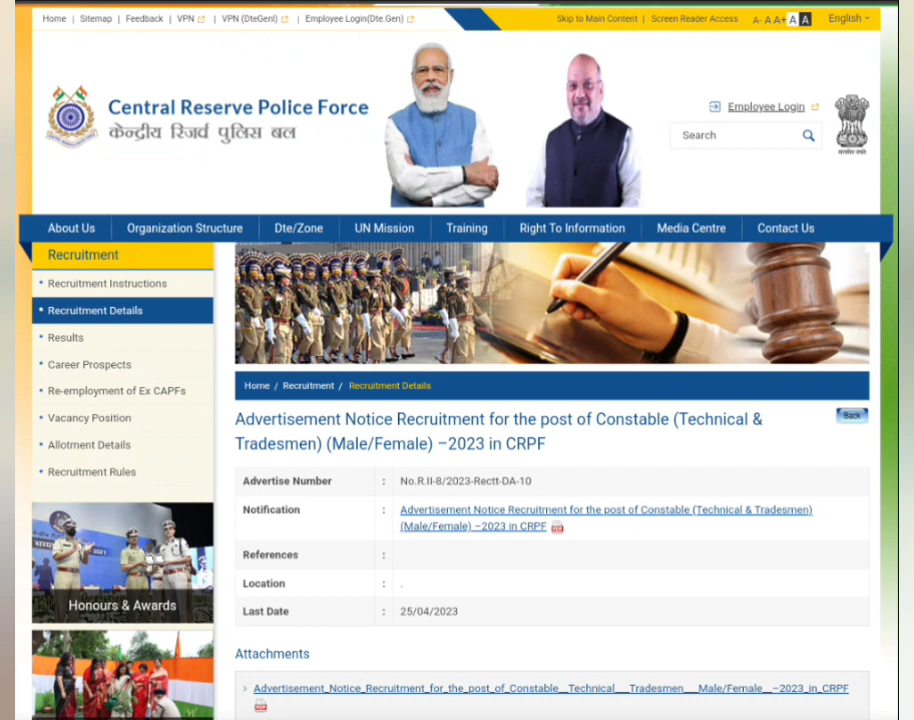 Home | Sitemap | Feedback | VPN | VPN (DteGenl) | Employee Login(Dte.Gen)
Skip to Main Content | Screen Reader Access A- A A+ A A English
Central Reserve Police Force
केन्द्रीय रिजर्व पुलिस बल
Employee Login
Search
सत्यमेव जयते
About Us Organization Structure Dte/Zone UN Mission Training Right To Information Media Centre Contact Us
Recruitment
Recruitment Instructions
Recruitment Details
Results
Career Prospects
Re-employment of Ex CAPFs
Vacancy Position
Allotment Details
Recruitment Rules
2021
Honours & Awards
Home / Recruitment / Recruitment Details
Advertisement Notice Recruitment for the post of Constable (Technical &
Tradesmen) (Male/Female) –2023 in CRPF
Back
Advertise Number : No.R.II-8/2023-Rectt-DA-10
Notification : Advertisement Notice Recruitment for the post of Constable (Technical & Tradesmen)
(Male/Female) –2023 in CRPF
References :
Location : .
Last Date : 25/04/2023
Attachments
Advertisement_Notice_Recruitment_for_the_post_of_Constable__Technical___Tradesmen___Male/Female__–2023_in_CRPF